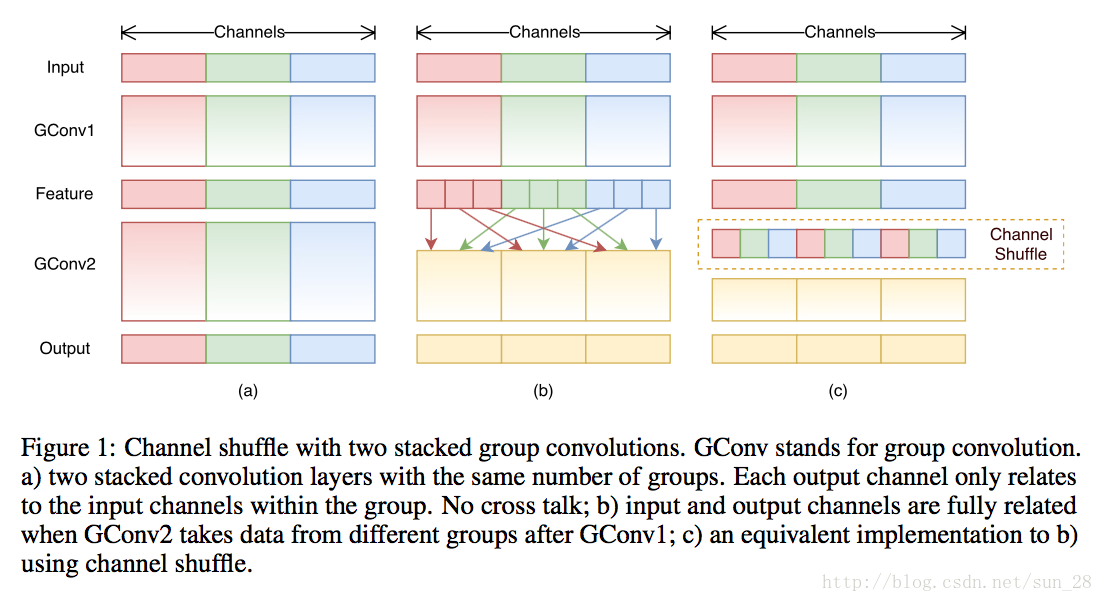 Channels
Channels
Channels
Input
GConv1
Feature
GConv2
Output
Channel
Shuffle
(a)
(b)
(c)
Figure 1: Channel shuffle with two stacked group convolutions. GConv stands for group convolution.
a) two stacked convolution layers with the same number of groups. Each output channel only relates
to the input channels within the group. No cross talk; b) input and output channels are fully related
when GConv2 takes data from different groups after GConv1; c) an equivalent implementation to b)
using channel shuffle.
http://blog.csdn.net/sun_28